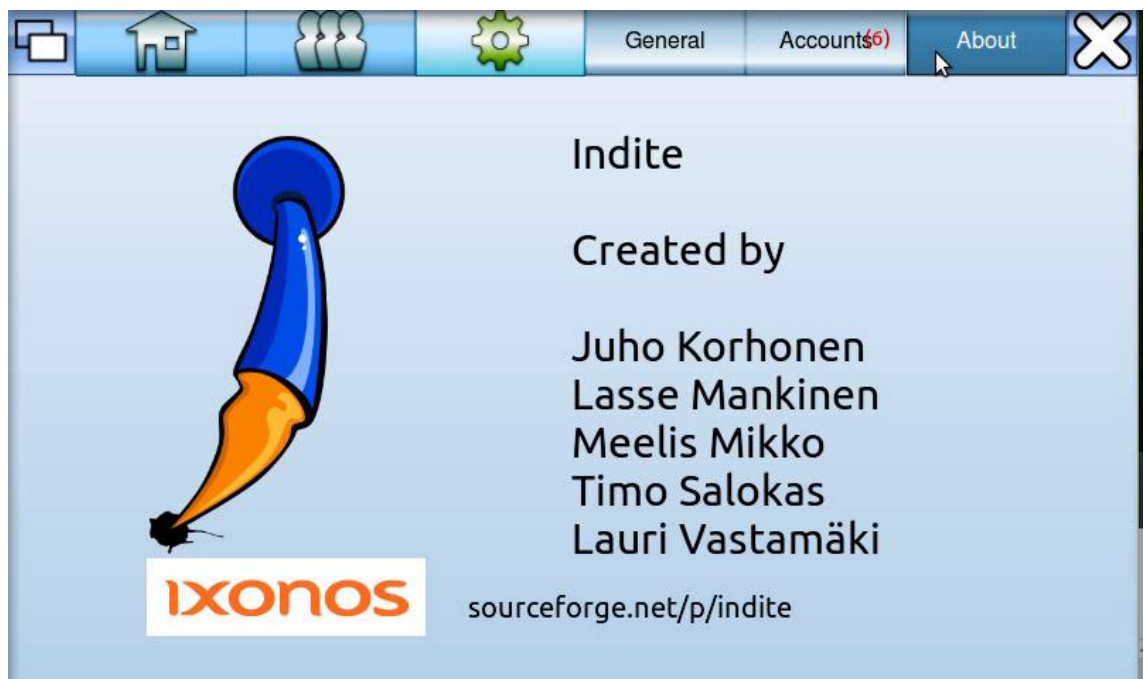 General
Accounts(6)
About
Indite
Created by
Juho Korhonen
Lasse Mankinen
Meelis Mikko
Timo Salokas
Lauri Vastamäki
ixonos
sourceforge.net/p/indite